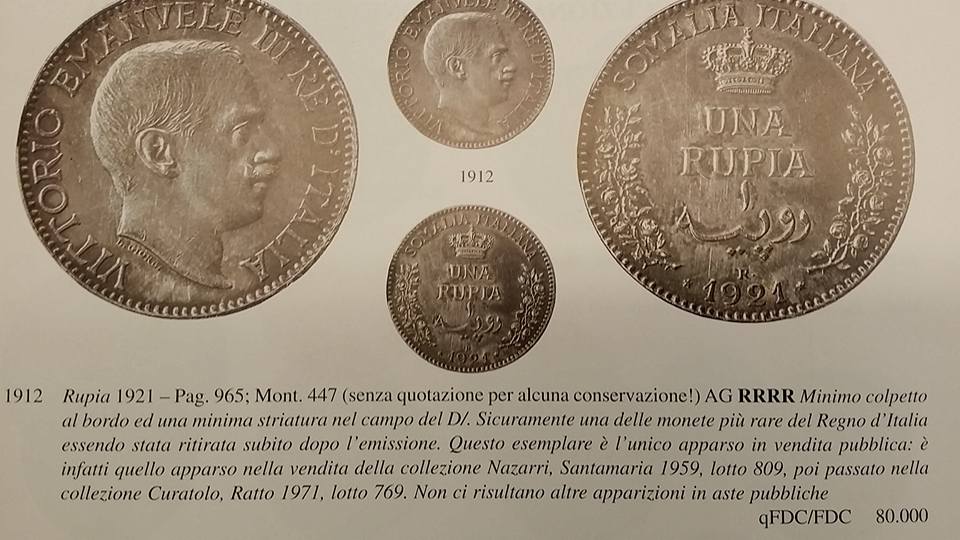 VITTORIO EMANVELE III RE D'ITALIA
VITTORIO EMANVELE III RE D'ITALIA
1912
SOMALIA ITALIANA
UNA
RUPIA
١
روپيه
R
* 1921 *
SOMALIA ITALIANA
UNA
RUPIA
١
روپيه
R
* 1921 *
1912 Rupia 1921 – Pag. 965; Mont. 447 (senza quotazione per alcuna conservazione!) AG RRRR Minimo colpetto
al bordo ed una minima striatura nel campo del D/. Sicuramente una delle monete più rare del Regno d'Italia
essendo stata ritirata subito dopo l'emissione. Questo esemplare è l'unico apparso in vendita pubblica: è
infatti quello apparso nella vendita della collezione Nazarri, Santamaria 1959, lotto 809, poi passato nella
collezione Curatolo, Ratto 1971, lotto 769. Non ci risultano altre apparizioni in aste pubbliche
qFDC/FDC 80.000